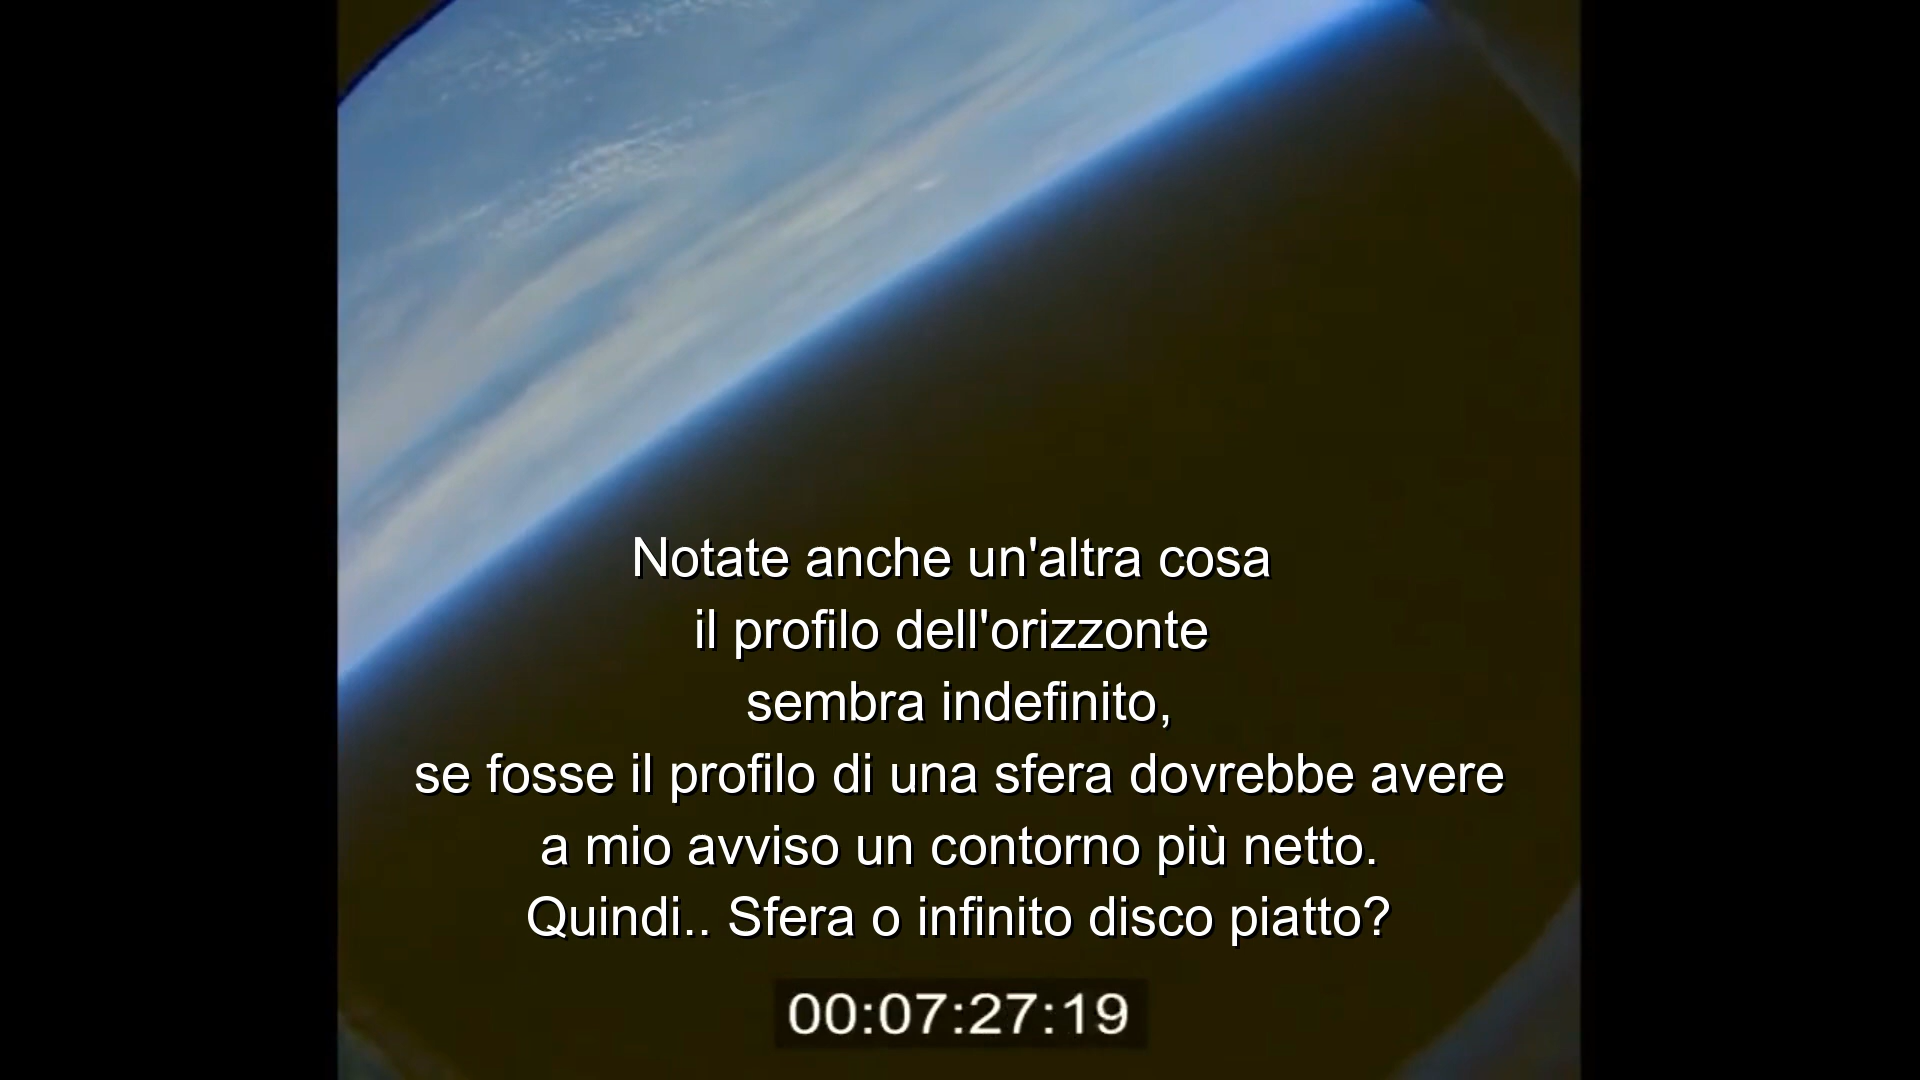 Notate anche un'altra cosa
il profilo dell'orizzonte
sembra indefinito,
se fosse il profilo di una sfera dovrebbe avere
a mio avviso un contorno più netto.
Quindi.. Sfera o infinito disco piatto?
00:07:27:19